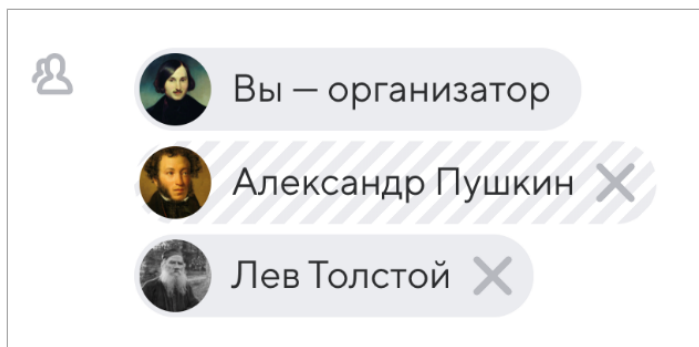 Вы — организатор
Александр Пушкин
Лев Толстой